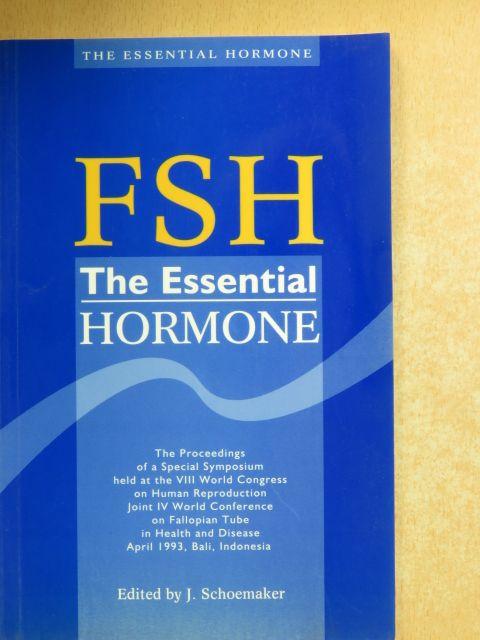 THE ESSENTIAL HORMONE
FSH
The Essential
HORMONE
The Proceedings
of a Special Symposium
held at the VIII World Congress
on Human Reproduction
Joint IV World Conference
on Fallopian Tube
in Health and Disease
April 1993, Bali, Indonesia
Edited by J. Schoemaker